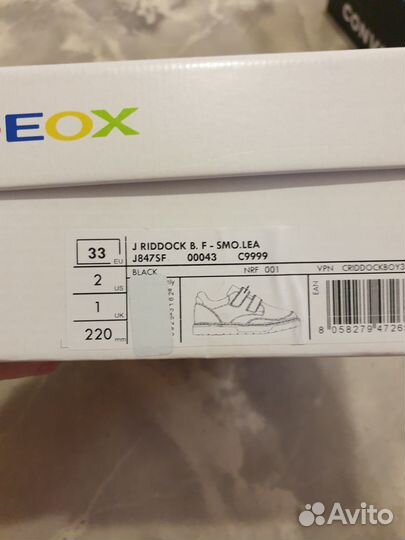 CONV
EOX
33 EU J RIDDOCK B. F - SMO.LEA
J847SF 00043 C9999
2 US BLACK NRF 001 VPN CRIDDOCKBOY3
1 UK EAN
220 mm
8 058279 4726
Avito